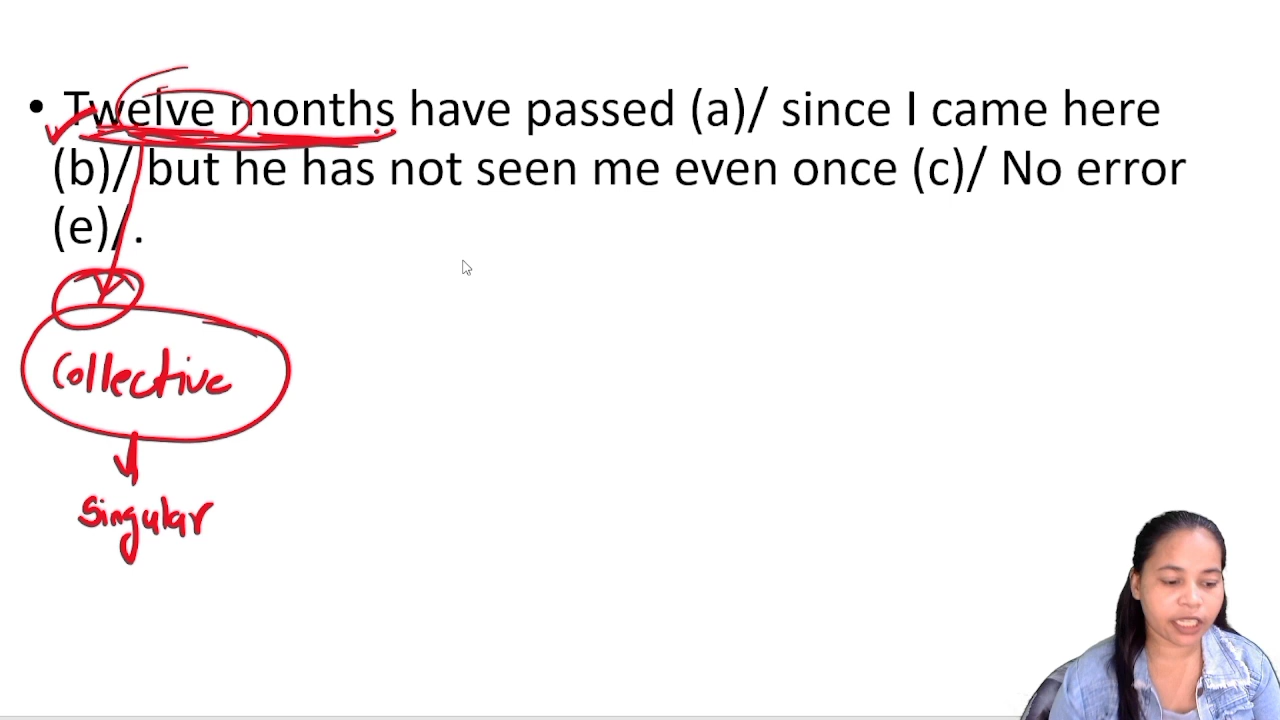 • Twelve months have passed (a)/ since I came here
(b)/ but he has not seen me even once (c)/ No error
(e)/.
Collective
Singular